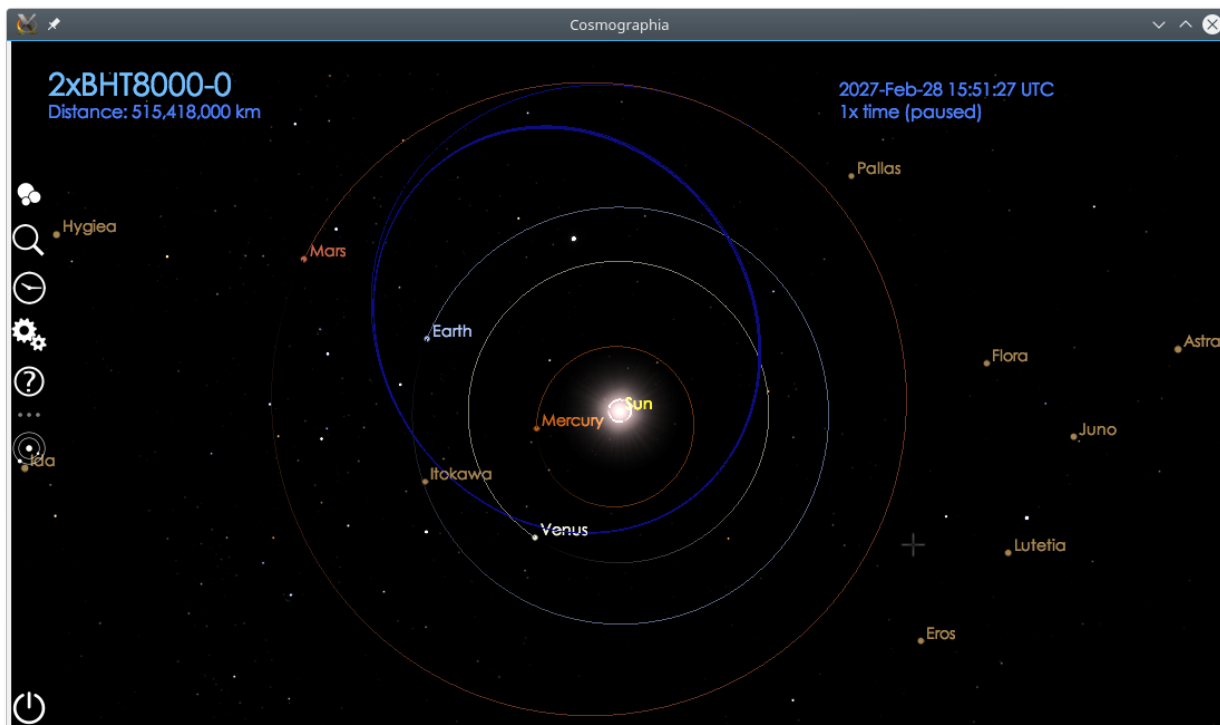 Cosmographia
2xBHT8000-0
Distance: 515,418,000 km
2027-Feb-28 15:51:27 UTC
1x time (paused)
Pallas
Hygiea
Mars
Earth
Astra
Flora
Sun
Mercury
Juno
Ida
Itokawa
Venus
Lutetia
Eros